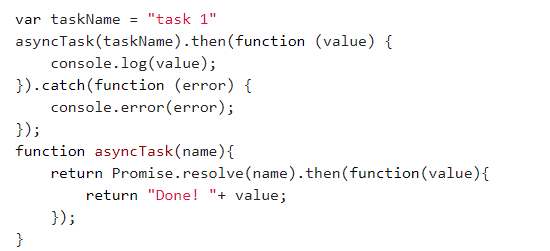 var taskName = "task 1"
asyncTask(taskName).then(function (value) {
    console.log(value);
}).catch(function (error) {
    console.error(error);
});
function asyncTask(name){
    return Promise.resolve(name).then(function(value){
        return "Done! "+ value;
    });
}